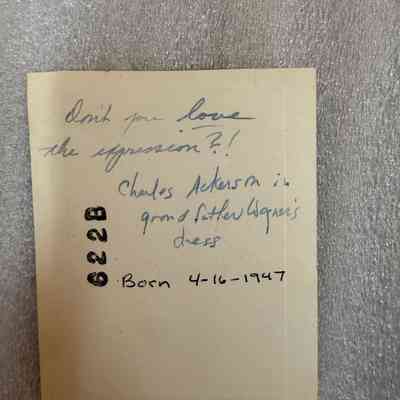 Don't you love
the expression?!
Charles Ackerson in
grandfather Wagner's
dress
622B
Born 4-16-1947